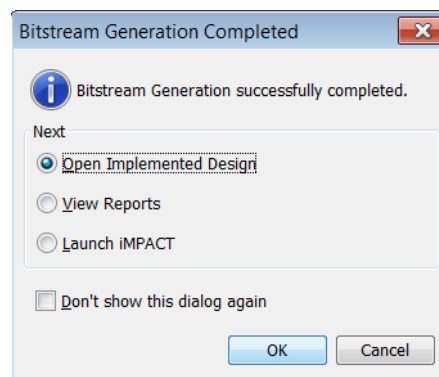 Bitstream Generation Completed
Bitstream Generation successfully completed.
Next
Open Implemented Design
View Reports
Launch iMPACT
Don't show this dialog again
OK
Cancel